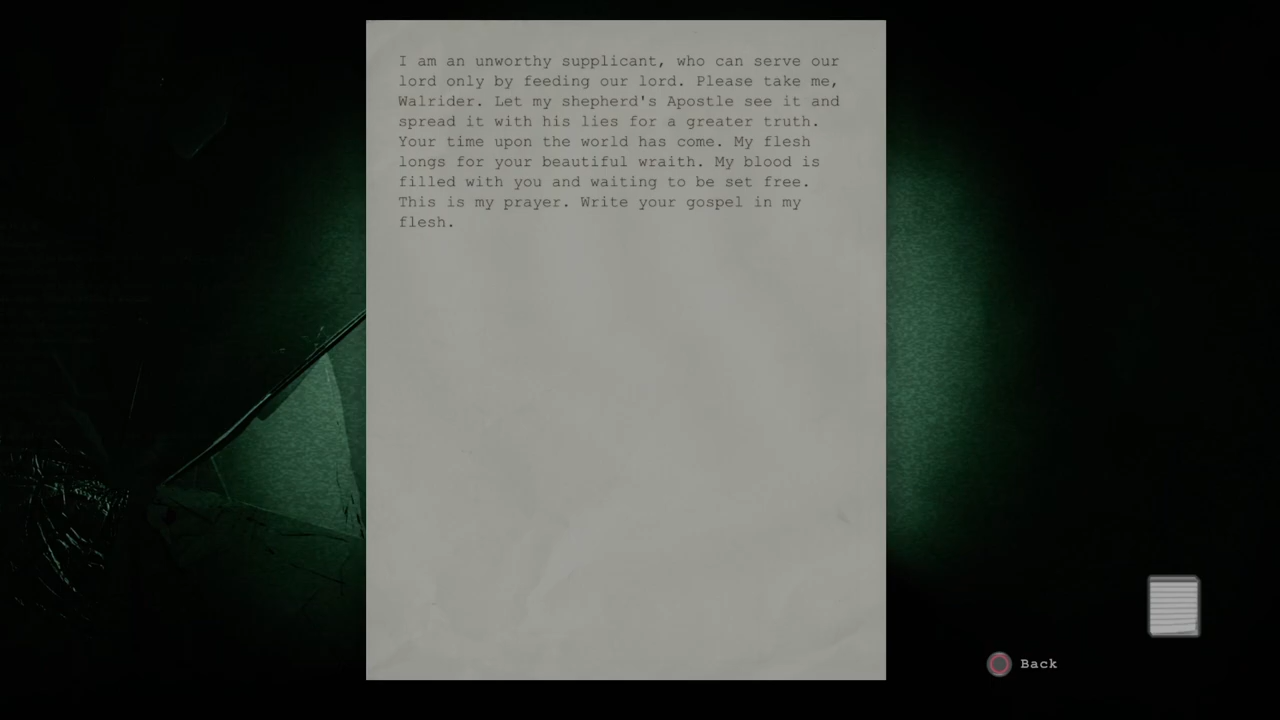 I am an unworthy supplicant, who can serve our
lord only by feeding our lord. Please take me,
Walrider. Let my shepherd's Apostle see it and
spread it with his lies for a greater truth.
Your time upon the world has come. My flesh
longs for your beautiful wraith. My blood is
filled with you and waiting to be set free.
This is my prayer. Write your gospel in my
flesh.
Back